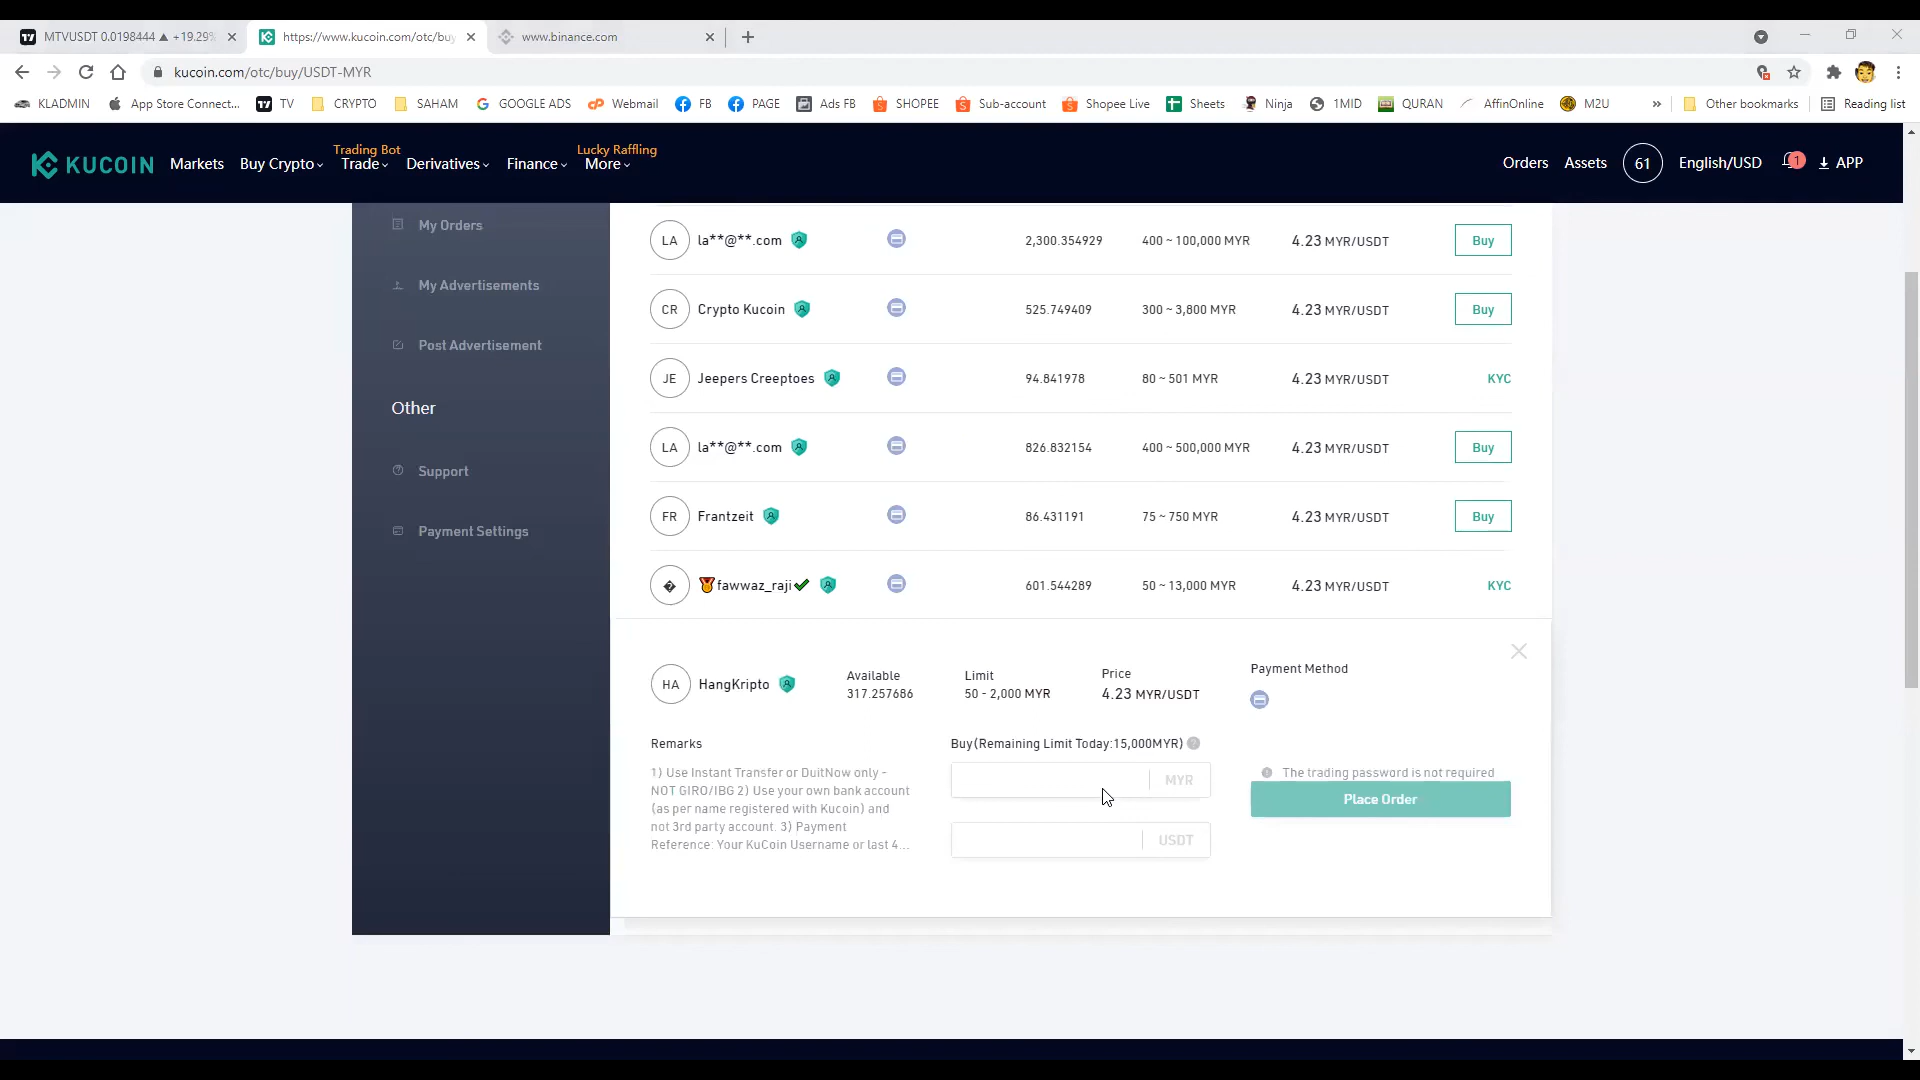 MTVUSDT 0.0198444 ▲ +19.29%
https://www.kucoin.com/otc/buy
www.binance.com
kucoin.com/otc/buy/USDT-MYR
KLADMIN
App Store Connect...
TV
CRYPTO
SAHAM
GOOGLE ADS
Webmail
FB
PAGE
Ads FB
SHOPEE
Sub-account
Shopee Live
Sheets
Ninja
1MID
QURAN
AffinOnline
M2U
»
Other bookmarks
Reading list
KUCOIN
Markets
Buy Crypto
Trading Bot
Trade
Derivatives
Finance
Lucky Raffling
More
Orders
Assets
61
English/USD
1
APP
My Orders
My Advertisements
Post Advertisement
Other
Support
Payment Settings
LA la**@**.com 2,300.354929 400 ~ 100,000 MYR 4.23 MYR/USDT Buy
CR Crypto Kucoin 525.749409 300 ~ 3,800 MYR 4.23 MYR/USDT Buy
JE Jeepers Creeptoes 94.841978 80 ~ 501 MYR 4.23 MYR/USDT KYC
LA la**@**.com 826.832154 400 ~ 500,000 MYR 4.23 MYR/USDT Buy
FR Frantzeit 86.431191 75 ~ 750 MYR 4.23 MYR/USDT Buy
� 🏅fawwaz_raji✔ 601.544289 50 ~ 13,000 MYR 4.23 MYR/USDT KYC
HA HangKripto
Available
317.257686
Limit
50 - 2,000 MYR
Price
4.23 MYR/USDT
Payment Method
Remarks
1) Use Instant Transfer or DuitNow only -
NOT GIRO/IBG 2) Use your own bank account
(as per name registered with Kucoin) and
not 3rd party account. 3) Payment
Reference: Your KuCoin Username or last 4...
Buy(Remaining Limit Today:15,000MYR) ?
MYR
USDT
The trading password is not required
Place Order